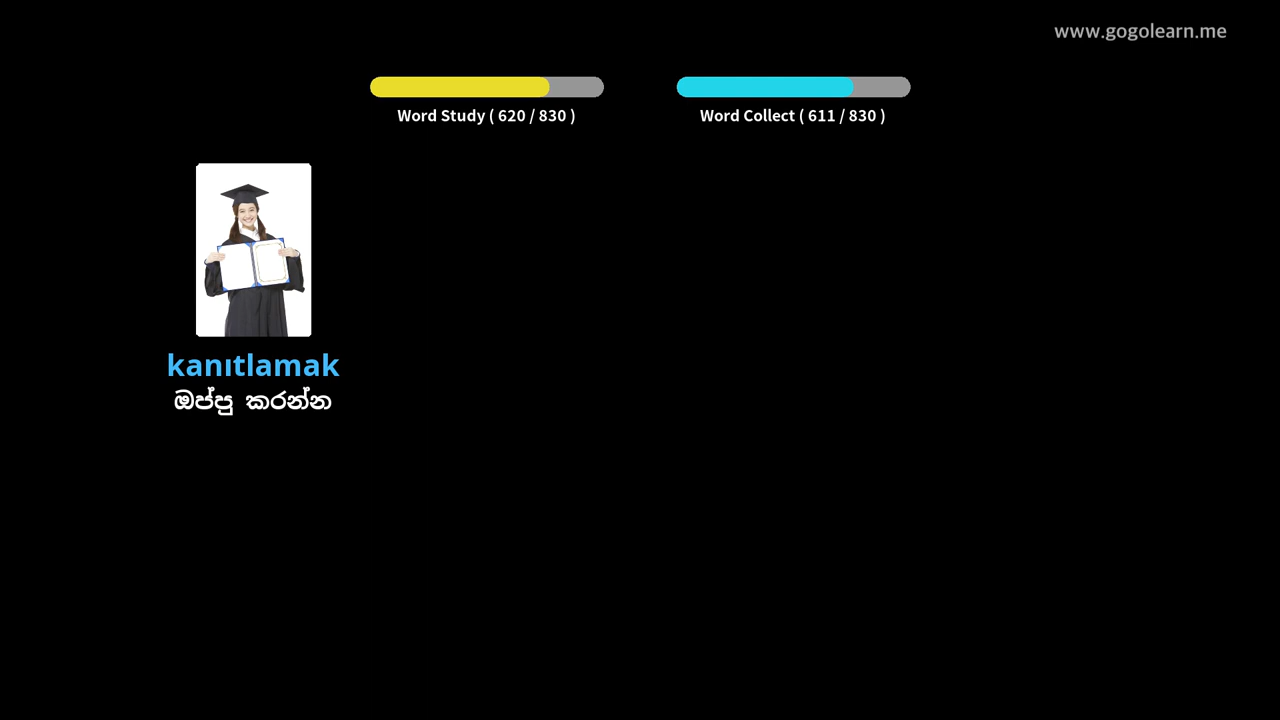 www.gogolearn.me
Word Study ( 620 / 830 )
Word Collect ( 611 / 830 )
kanıtlamak
ඔප්පු කරන්න